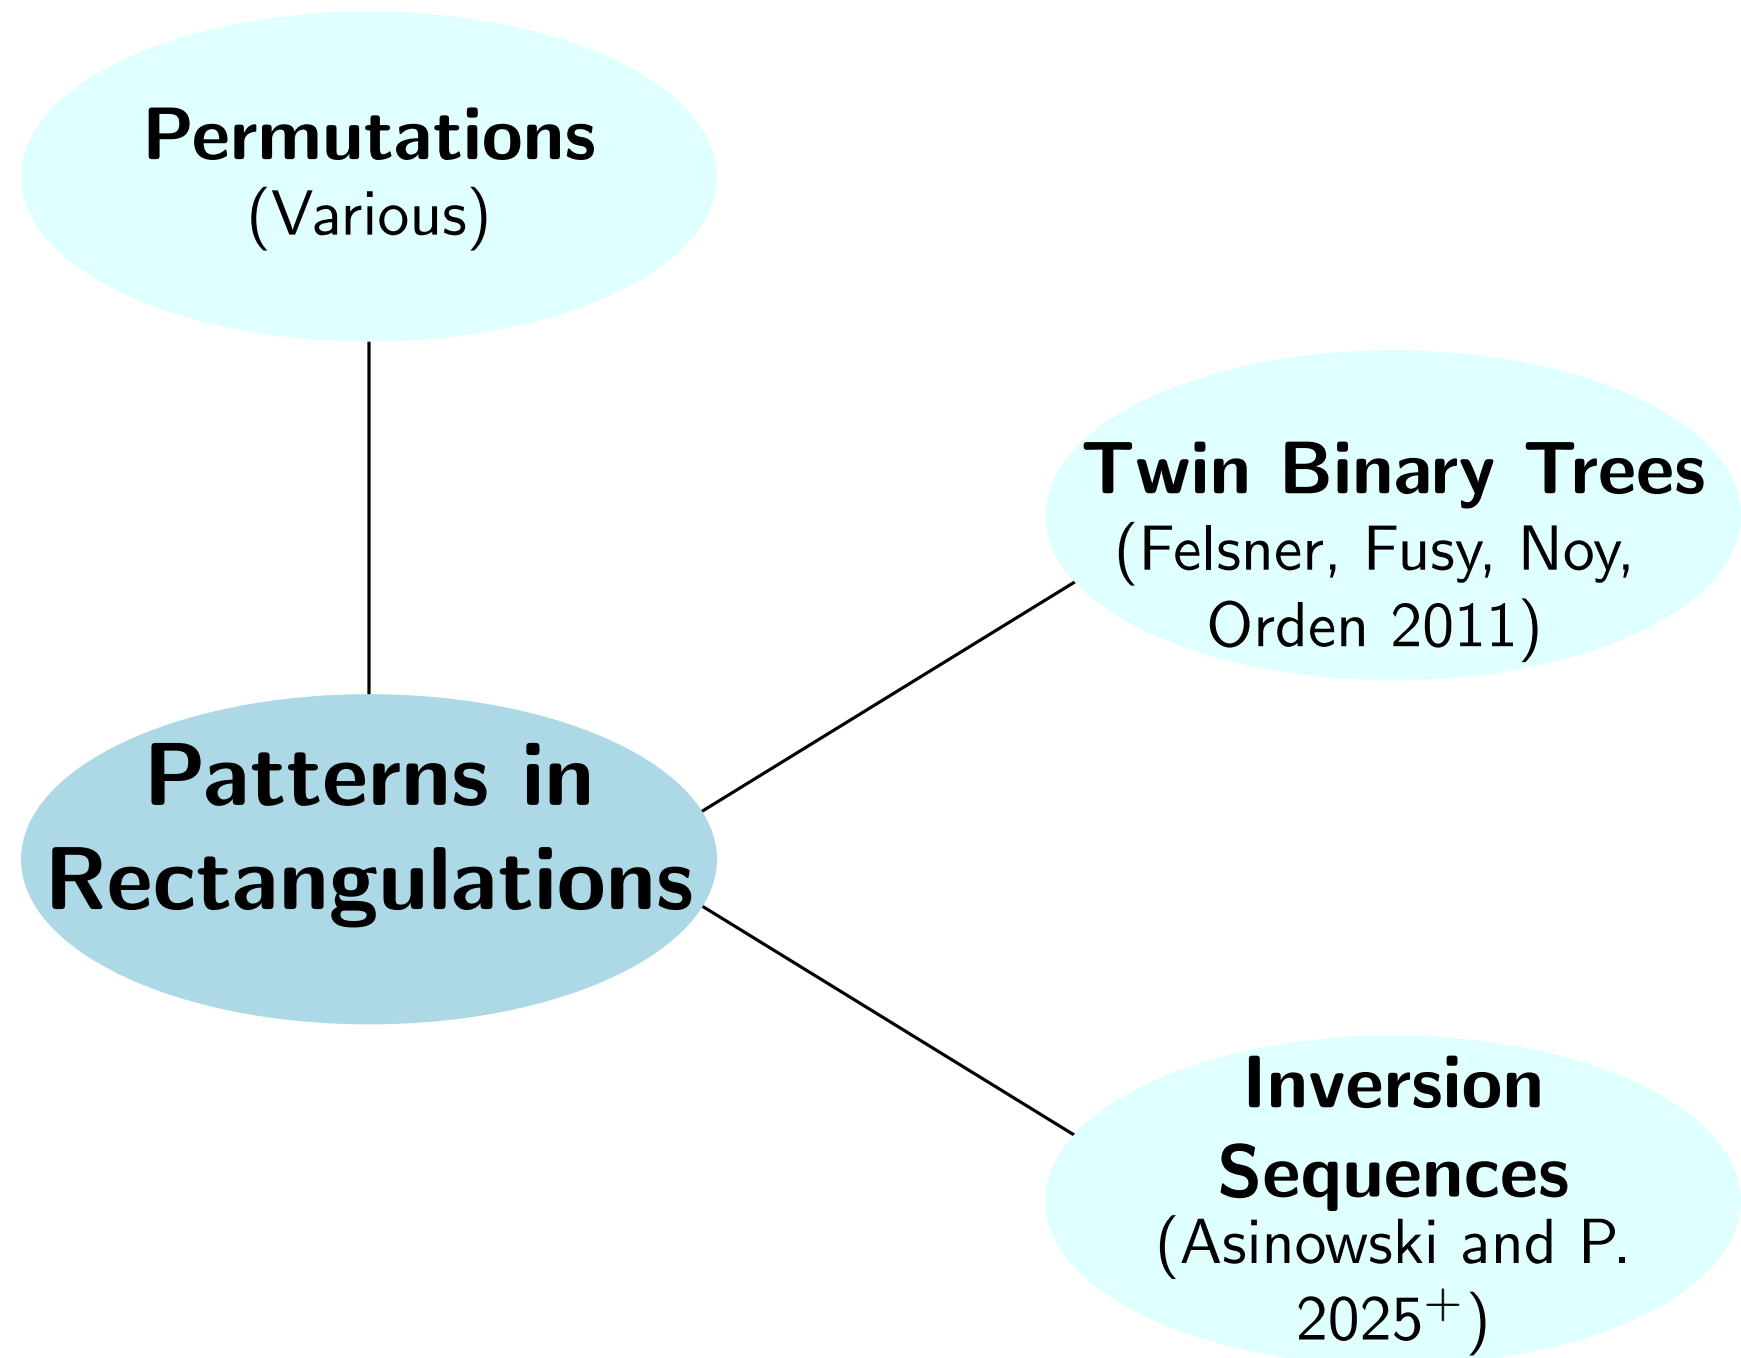 Permutations
(Various)
Twin Binary Trees
(Felsner, Fusy, Noy,
Orden 2011)
Patterns in
Rectangulations
Inversion
Sequences
(Asinowski and P.
2025⁺)